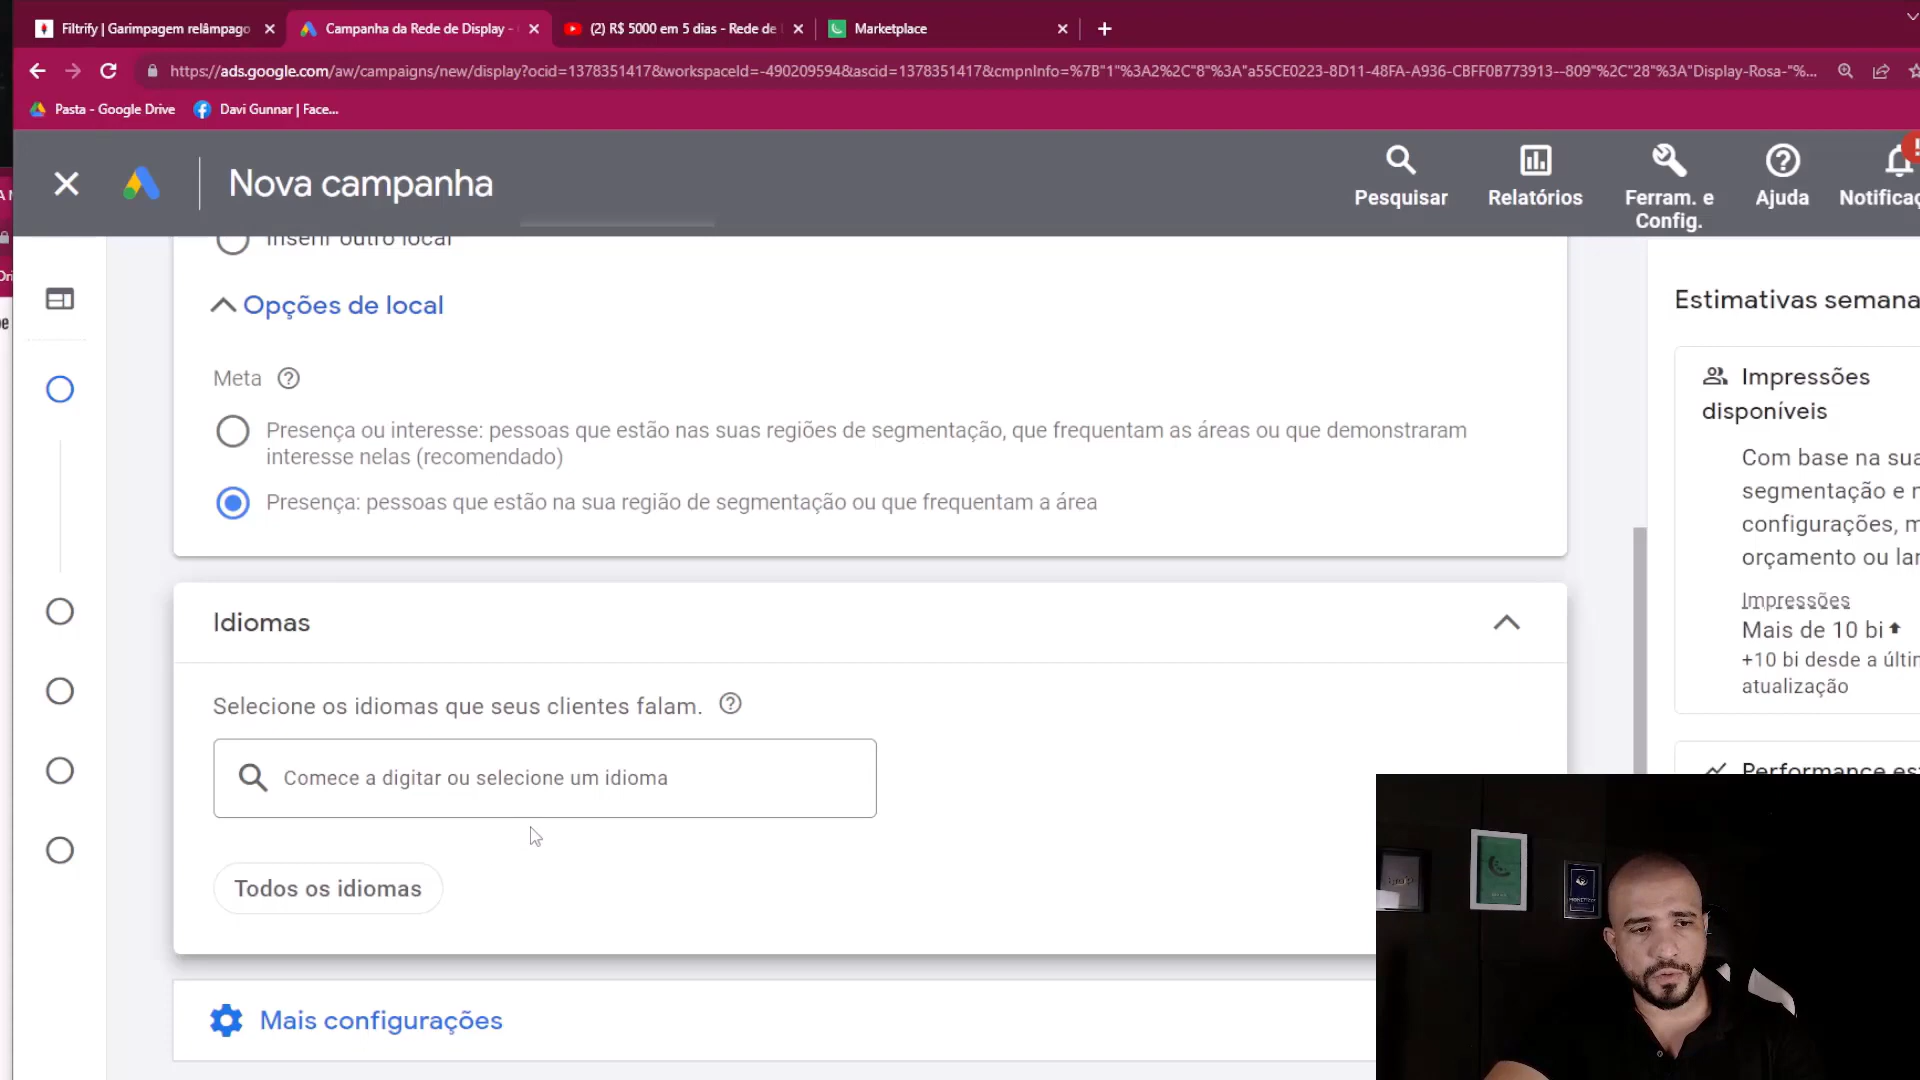 Filtrify | Garimpagem relâmpago
Campanha da Rede de Display -
(2) R$ 5000 em 5 dias - Rede de
Marketplace
https://ads.google.com/aw/campaigns/new/display?ocid=1378351417&workspaceId=-490209594&ascid=1378351417&cmpnInfo=%7B"1"%3A2%2C"8"%3A"a55CE0223-8D11-48FA-A936-CBFF0B773913--809"%2C"28"%3A"Display-Rosa-"%...
Pasta - Google Drive
Davi Gunnar | Face...
Nova campanha
Pesquisar
Relatórios
Ferram. e
Config.
Ajuda
Notificaç
Inserir outro local
Opções de local
Meta
Presença ou interesse: pessoas que estão nas suas regiões de segmentação, que frequentam as áreas ou que demonstraram
interesse nelas (recomendado)
Presença: pessoas que estão na sua região de segmentação ou que frequentam a área
Idiomas
Selecione os idiomas que seus clientes falam.
Comece a digitar ou selecione um idioma
Todos os idiomas
Mais configurações
Estimativas semana
Impressões
disponíveis
Com base na sua
segmentação e
configurações,
orçamento ou
Impressões
Mais de 10 bi
+10 bi desde a
atualização
Performance